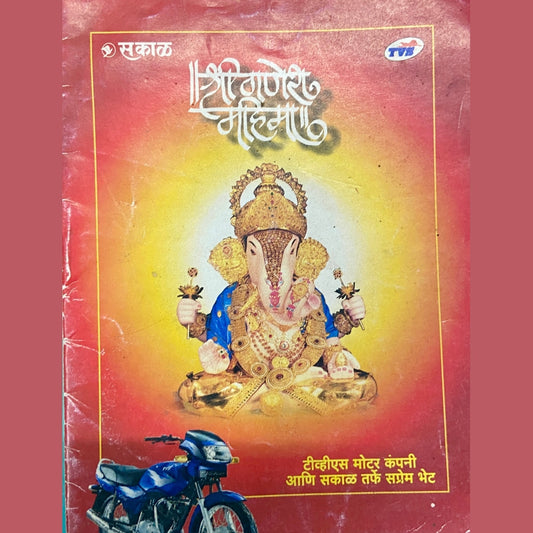 सकाळ
TVS
॥श्री गणेश
महिमा॥
टीव्हीएस मोटर कंपनी
आणि सकाळ तर्फे सप्रेम भेट